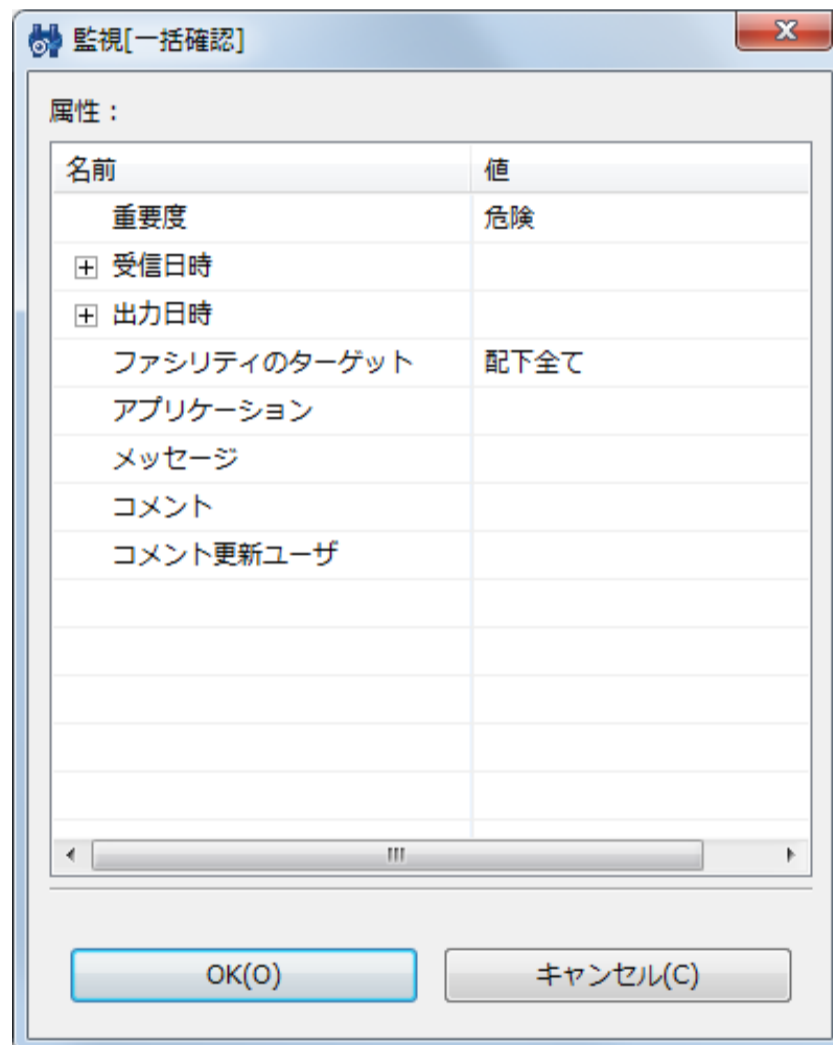 監視[一括確認]
属性：
名前 値
重要度 危険
受信日時
出力日時
ファシリティのターゲット 配下全て
アプリケーション
メッセージ
コメント
コメント更新ユーザ
OK(O) キャンセル(C)